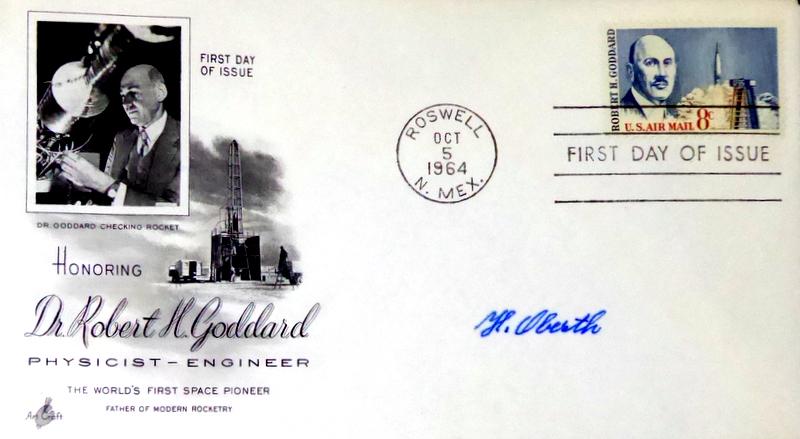 FIRST DAY
OF ISSUE
DR. GODDARD CHECKING ROCKET
HONORING
Dr. Robert H. Goddard
PHYSICIST – ENGINEER
THE WORLD'S FIRST SPACE PIONEER
FATHER OF MODERN ROCKETRY
Art Craft
ROSWELL
OCT
5
1964
N. MEX.
ROBERT H. GODDARD
U.S. AIR MAIL 8c
FIRST DAY OF ISSUE
H. Oberth